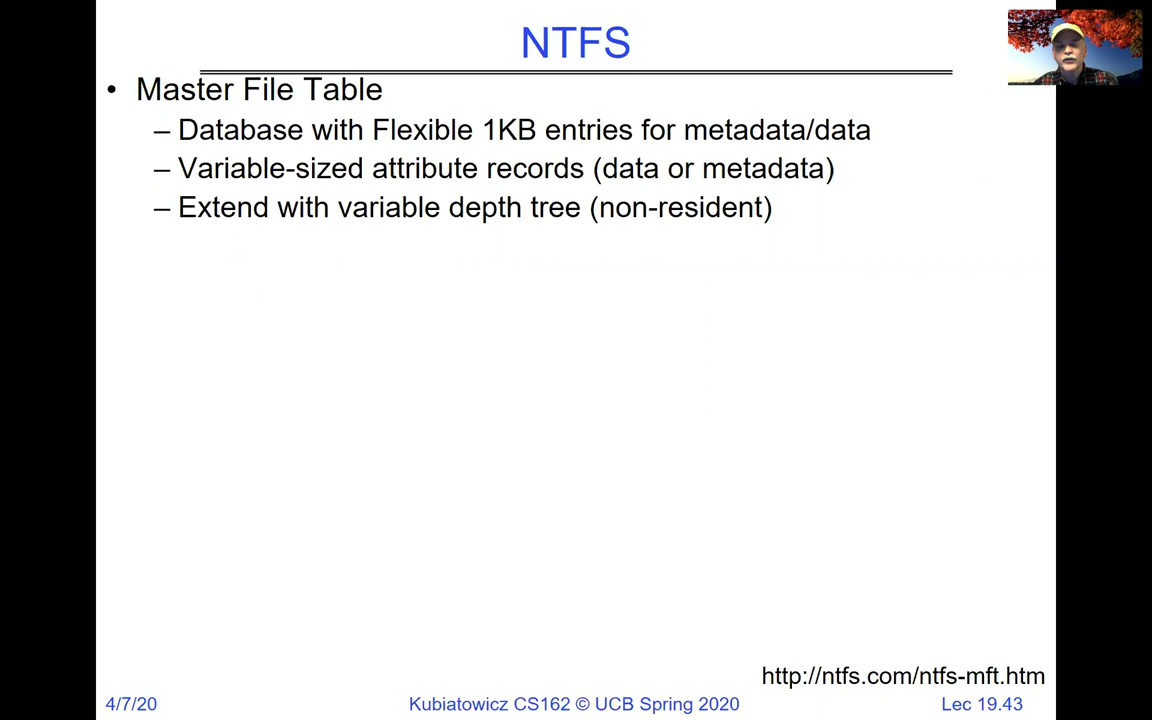 NTFS
• Master File Table
– Database with Flexible 1KB entries for metadata/data
– Variable-sized attribute records (data or metadata)
– Extend with variable depth tree (non-resident)
http://ntfs.com/ntfs-mft.htm
4/7/20 Kubiatowicz CS162 © UCB Spring 2020 Lec 19.43